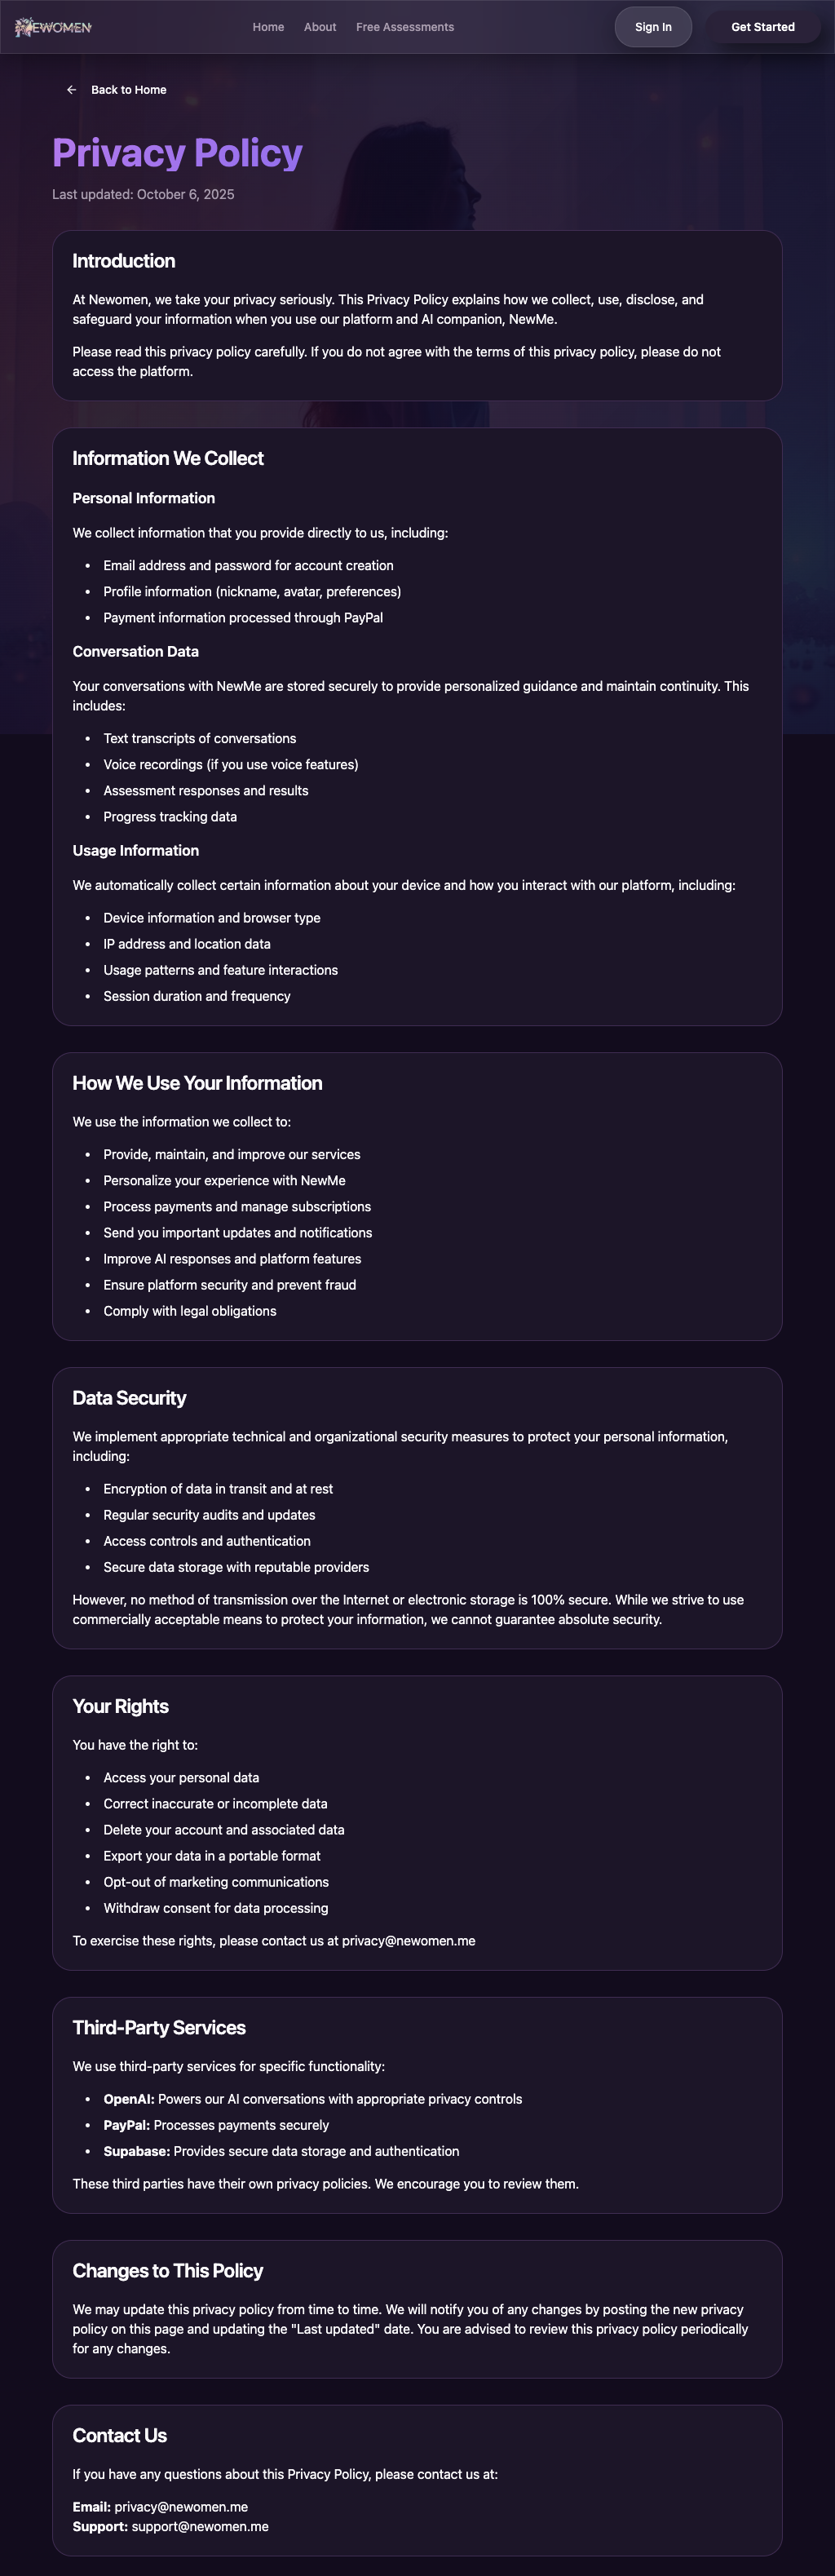 NEWOMEN
Home
About
Free Assessments
Sign In
Get Started
Back to Home
Privacy Policy
Last updated: October 6, 2025
Introduction
At Newomen, we take your privacy seriously. This Privacy Policy explains how we collect, use, disclose, and
safeguard your information when you use our platform and AI companion, NewMe.
Please read this privacy policy carefully. If you do not agree with the terms of this privacy policy, please do not
access the platform.
Information We Collect
Personal Information
We collect information that you provide directly to us, including:
• Email address and password for account creation
• Profile information (nickname, avatar, preferences)
• Payment information processed through PayPal
Conversation Data
Your conversations with NewMe are stored securely to provide personalized guidance and maintain continuity. This
includes:
• Text transcripts of conversations
• Voice recordings (if you use voice features)
• Assessment responses and results
• Progress tracking data
Usage Information
We automatically collect certain information about your device and how you interact with our platform, including:
• Device information and browser type
• IP address and location data
• Usage patterns and feature interactions
• Session duration and frequency
How We Use Your Information
We use the information we collect to:
• Provide, maintain, and improve our services
• Personalize your experience with NewMe
• Process payments and manage subscriptions
• Send you important updates and notifications
• Improve AI responses and platform features
• Ensure platform security and prevent fraud
• Comply with legal obligations
Data Security
We implement appropriate technical and organizational security measures to protect your personal information,
including:
• Encryption of data in transit and at rest
• Regular security audits and updates
• Access controls and authentication
• Secure data storage with reputable providers
However, no method of transmission over the Internet or electronic storage is 100% secure. While we strive to use
commercially acceptable means to protect your information, we cannot guarantee absolute security.
Your Rights
You have the right to:
• Access your personal data
• Correct inaccurate or incomplete data
• Delete your account and associated data
• Export your data in a portable format
• Opt-out of marketing communications
• Withdraw consent for data processing
To exercise these rights, please contact us at privacy@newomen.me
Third-Party Services
We use third-party services for specific functionality:
• OpenAI: Powers our AI conversations with appropriate privacy controls
• PayPal: Processes payments securely
• Supabase: Provides secure data storage and authentication
These third parties have their own privacy policies. We encourage you to review them.
Changes to This Policy
We may update this privacy policy from time to time. We will notify you of any changes by posting the new privacy
policy on this page and updating the "Last updated" date. You are advised to review this privacy policy periodically
for any changes.
Contact Us
If you have any questions about this Privacy Policy, please contact us at:
Email: privacy@newomen.me
Support: support@newomen.me